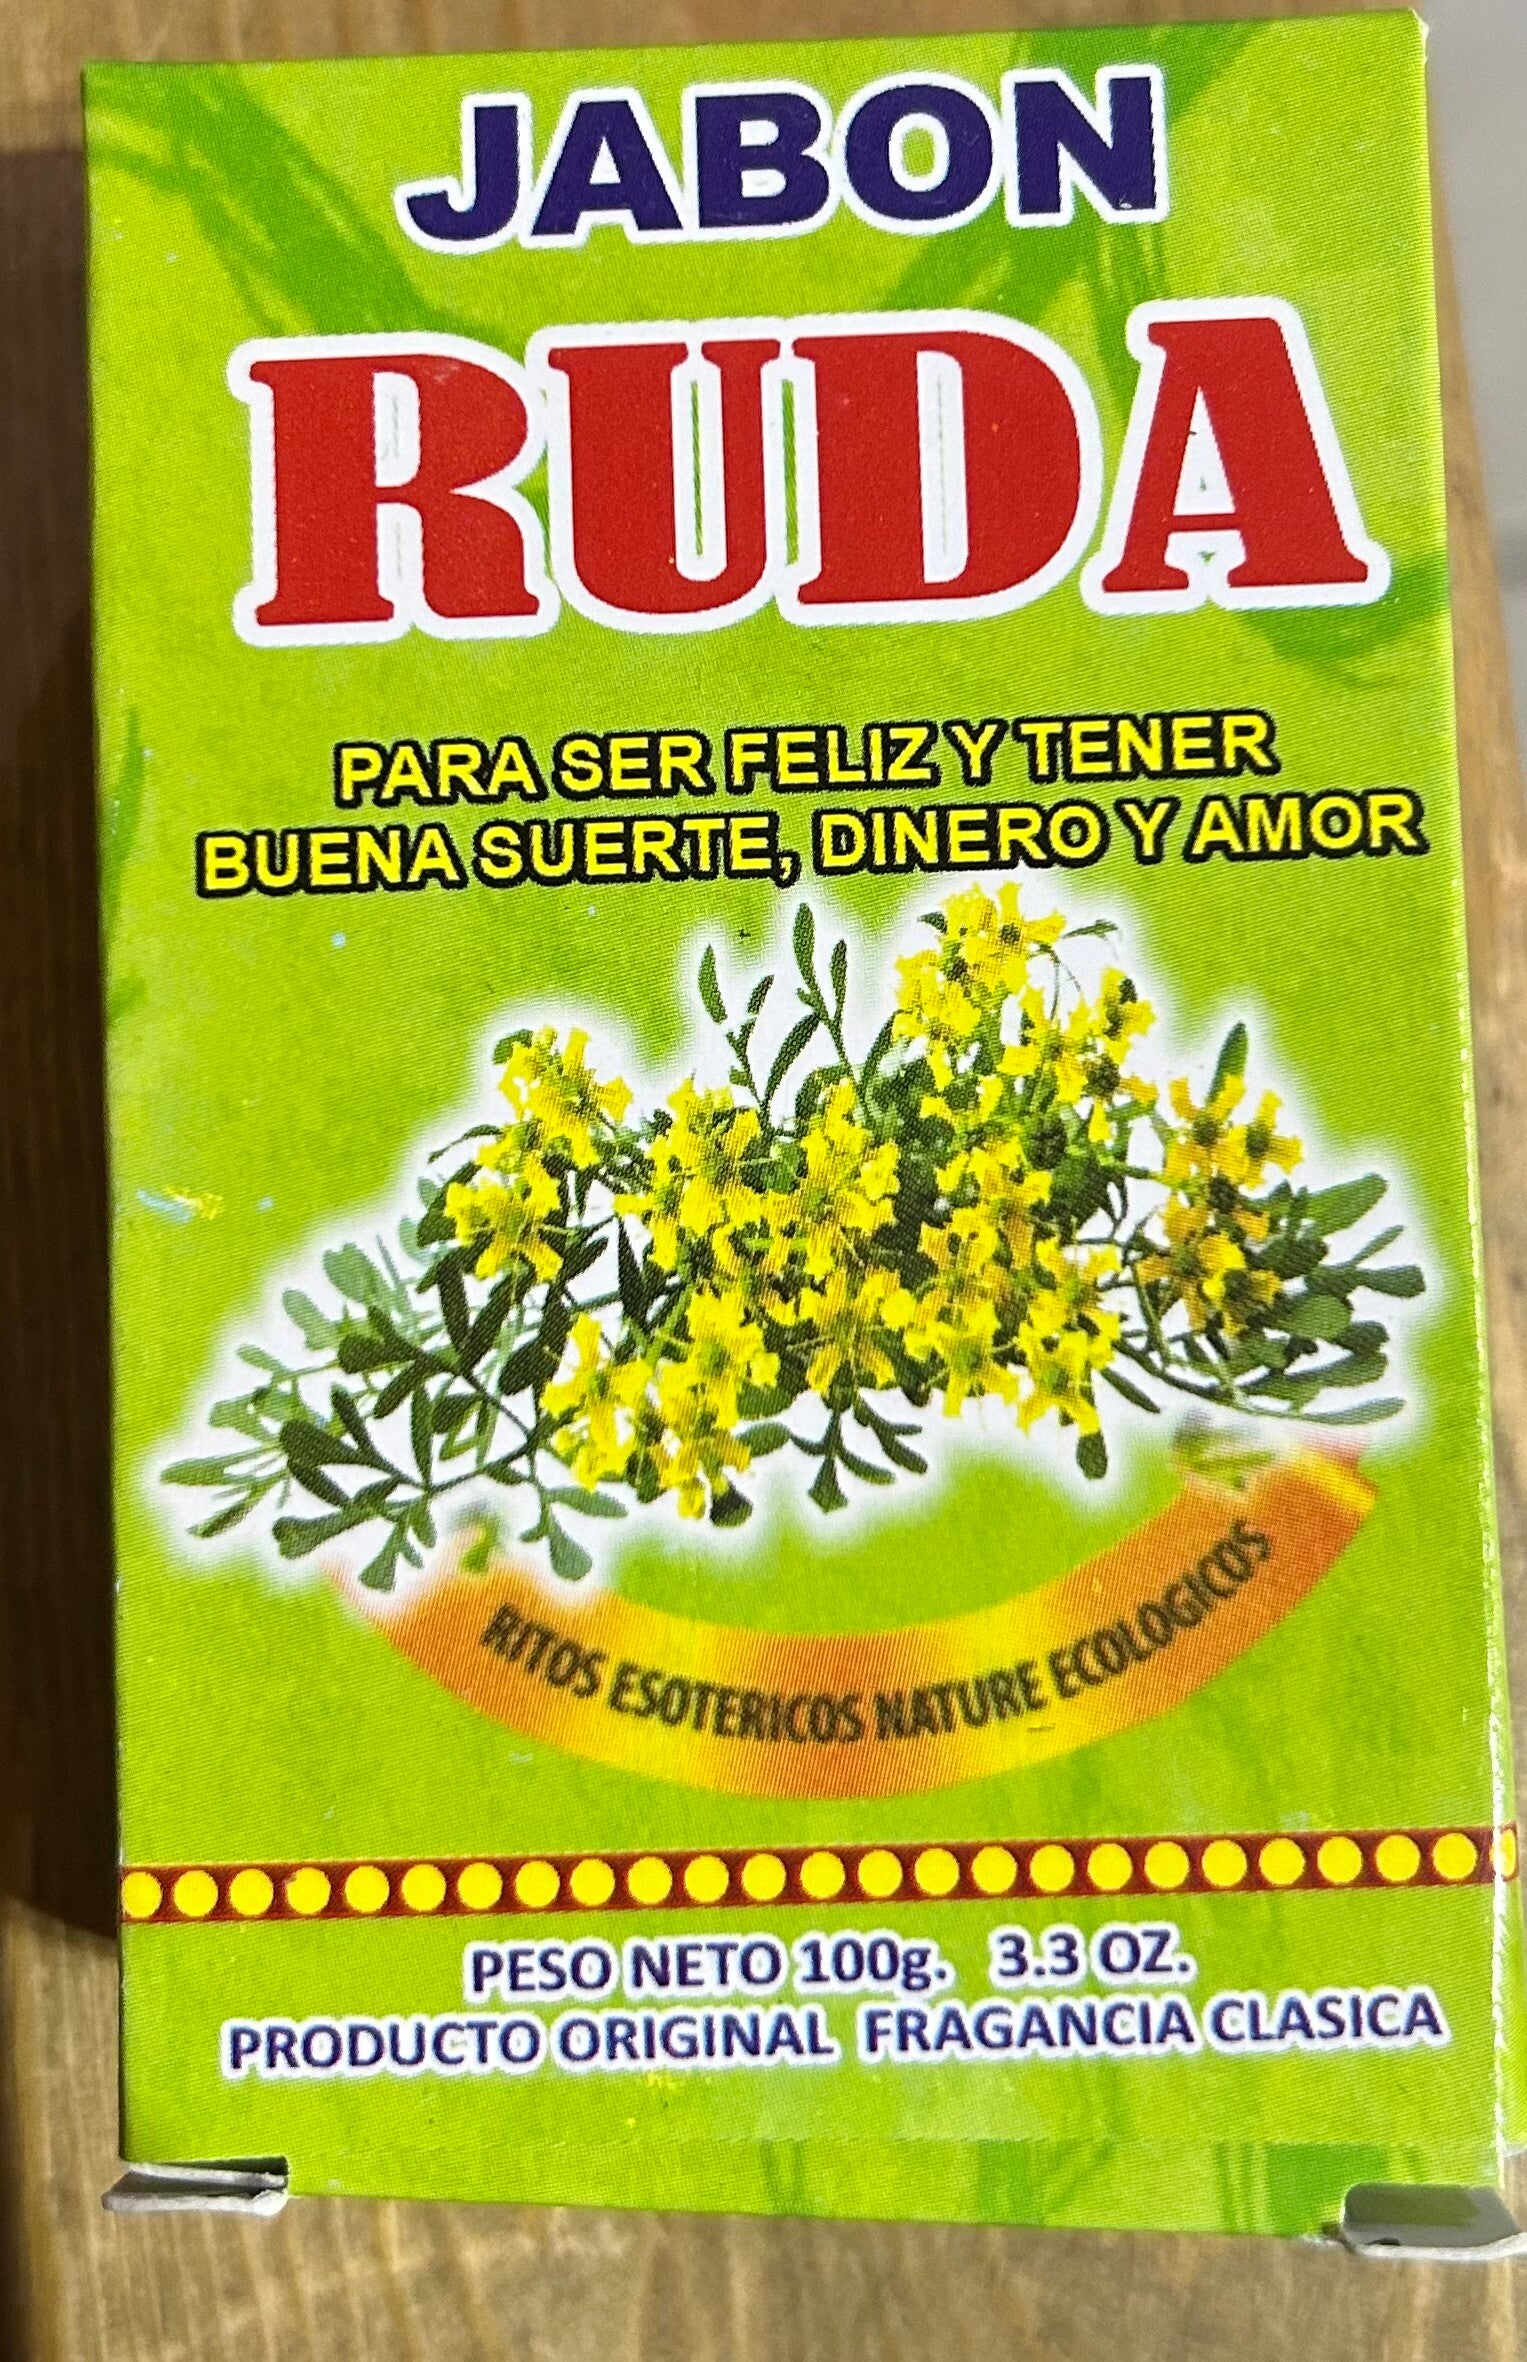 JABON
RUDA
PARA SER FELIZ Y TENER
BUENA SUERTE, DINERO Y AMOR
RITOS ESOTERICOS NATURE ECOLOGICOS
PESO NETO 100g. 3.3 OZ.
PRODUCTO ORIGINAL FRAGANCIA CLASICA